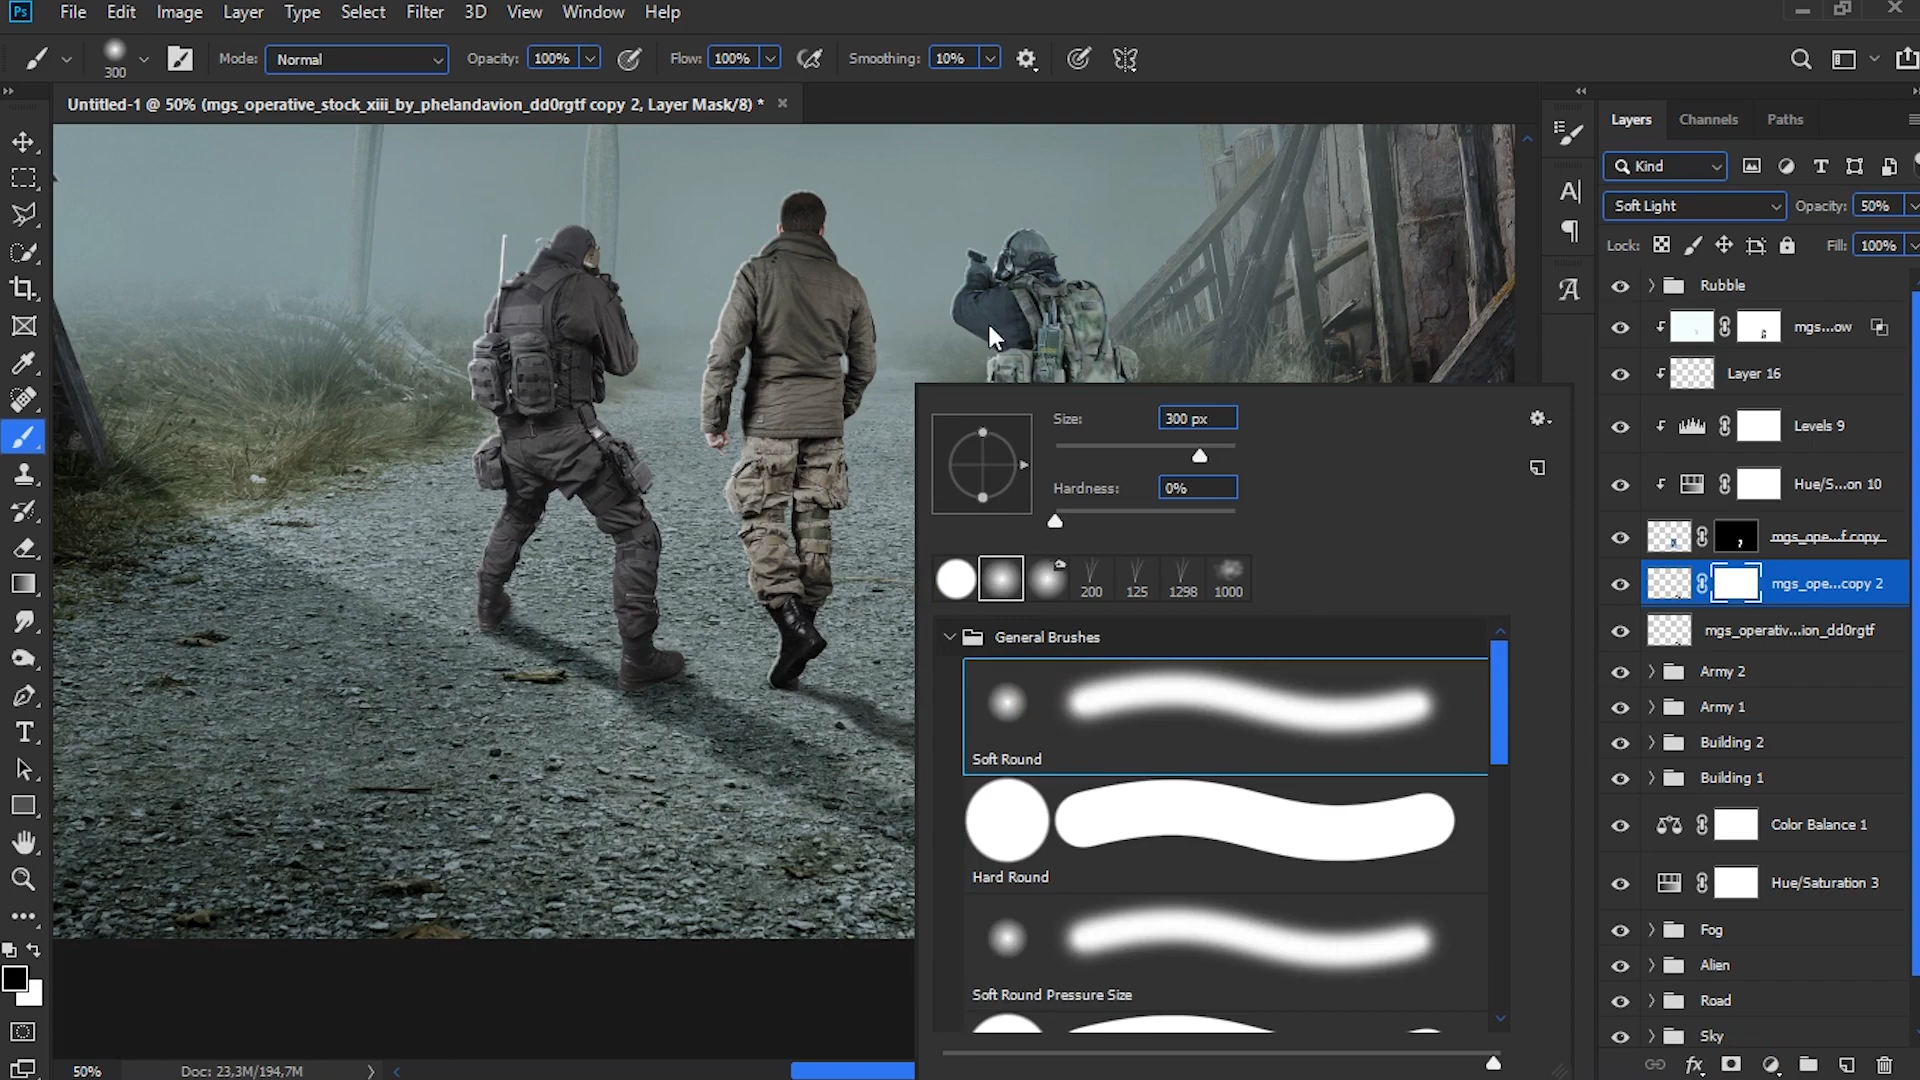 Ps File Edit Image Layer Type Select Filter 3D View Window Help
300 Mode: Normal Opacity: 100% Flow: 100% Smoothing: 10%
Untitled-1 @ 50% (mgs_operative_stock_xiii_by_phelandavion_dd0rgtf copy 2, Layer Mask/8) *
Layers Channels Paths
Kind
Soft Light Opacity: 50%
Lock: Fill: 100%
Rubble
mgs...ow
Layer 16
Levels 9
Hue/S...on 10
mgs_ope...f copy
mgs_ope...copy 2
mgs_operativ...ion_dd0rgtf
Army 2
Army 1
Building 2
Building 1
Color Balance 1
Hue/Saturation 3
Fog
Alien
Road
Sky
Size: 300 px
Hardness: 0%
200 125 1298 1000
General Brushes
Soft Round
Hard Round
Soft Round Pressure Size
50% Doc: 23,3M/194,7M